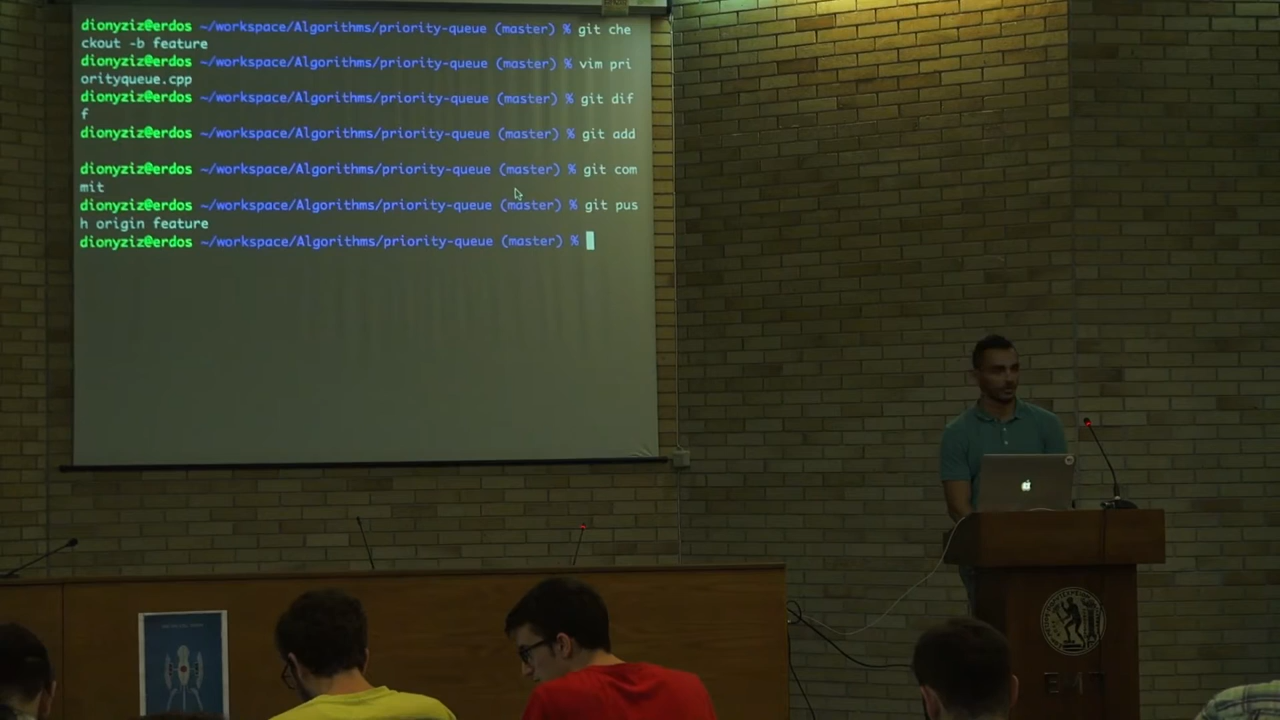 dionyziz@erdos ~/workspace/Algorithms/priority-queue (master) % git che
ckout -b feature
dionyziz@erdos ~/workspace/Algorithms/priority-queue (master) % vim pri
orityqueue.cpp
dionyziz@erdos ~/workspace/Algorithms/priority-queue (master) % git dif
f
dionyziz@erdos ~/workspace/Algorithms/priority-queue (master) % git add
dionyziz@erdos ~/workspace/Algorithms/priority-queue (master) % git com
mit
dionyziz@erdos ~/workspace/Algorithms/priority-queue (master) % git pus
h origin feature
dionyziz@erdos ~/workspace/Algorithms/priority-queue (master) %